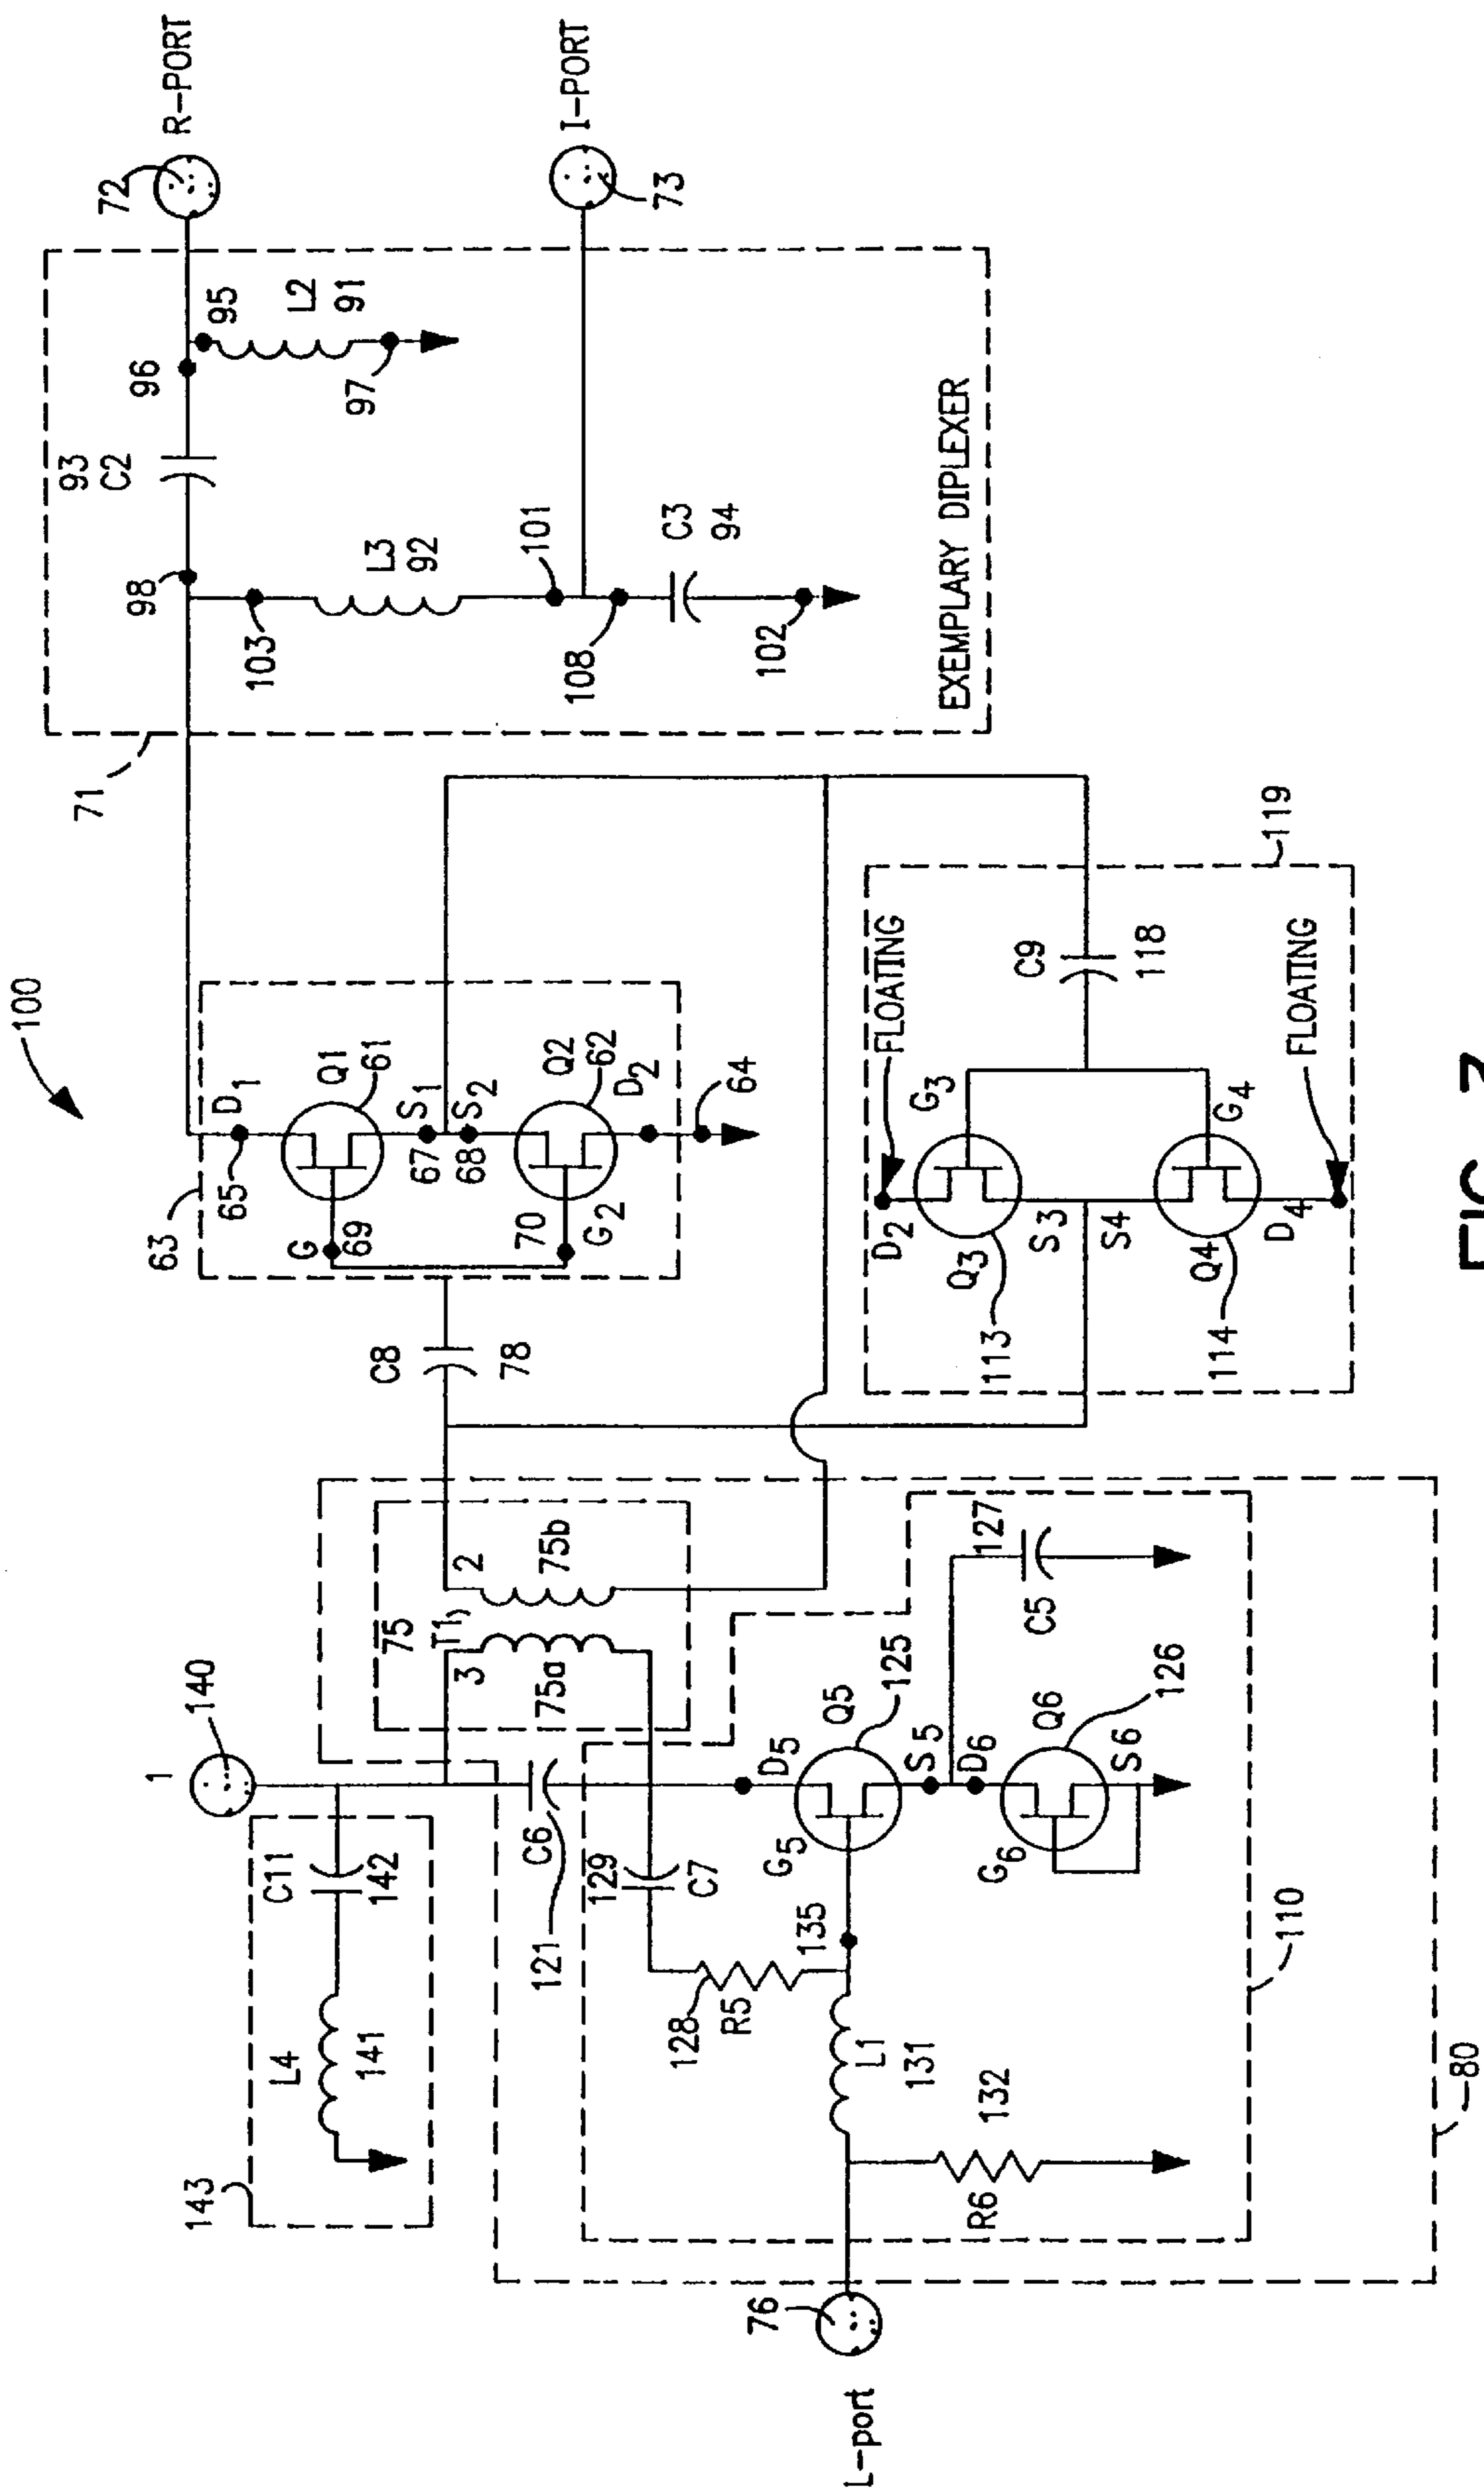 100
72
R-PORT
73
I-PORT
71
93
C2
96
95
L2
91
97
98
103
L3
92
101
108
C3
94
102
EXEMPLARY DIPLEXER
63
65
D1
Q1
61
G
69
67
S1
68
S2
Q2
62
70
G2
D2
64
C8
78
119
FLOATING
D2
G3
Q3
113
S3
S4
C9
118
Q4
114
G4
D4
FLOATING
1
140
143
L4
141
C11
142
75
T1
3
75a
2
75b
C6
121
129
C7
128
R5
135
D5
G5
Q5
125
S5
D6
G6
Q6
126
S6
127
C5
L1
131
R6
132
110
80
76
L-port